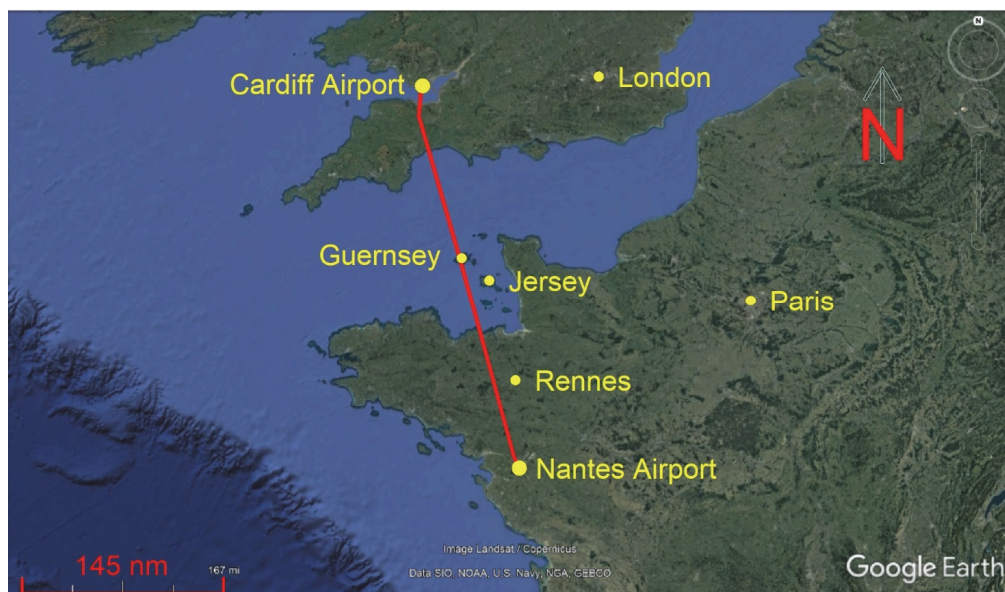 N
Cardiff Airport
London
N
Guernsey
Jersey
Paris
Rennes
Nantes Airport
Image Landsat / Copernicus
145 nm
167 mi
Data SIO, NOAA, U.S. Navy, NGA, GEBCO
Google Earth